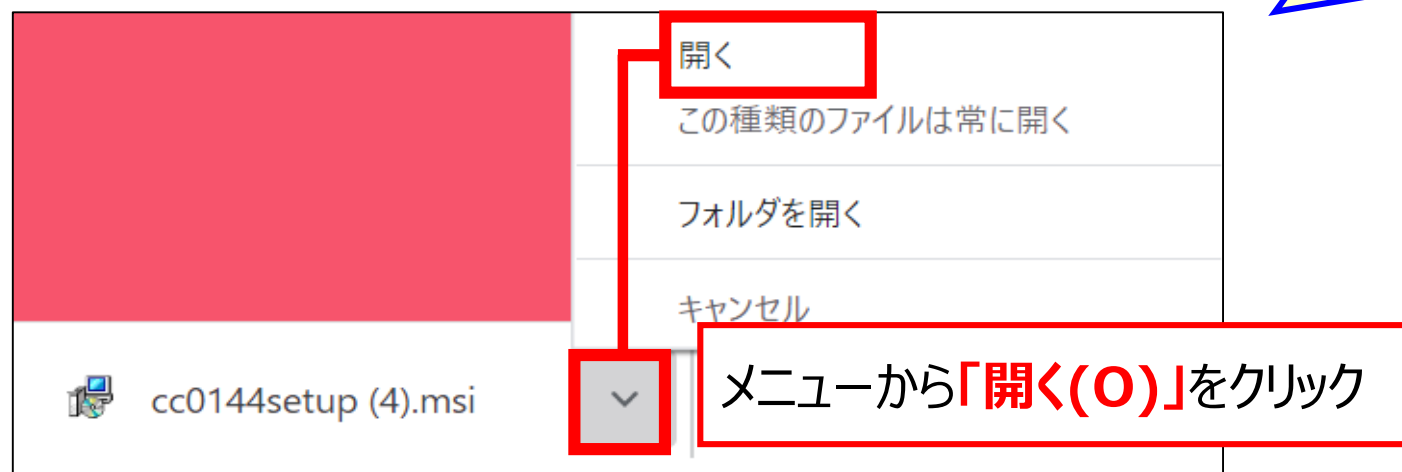 開く
この種類のファイルは常に開く
フォルダを開く
キャンセル
cc0144setup (4).msi
メニューから「開く(O)」をクリック